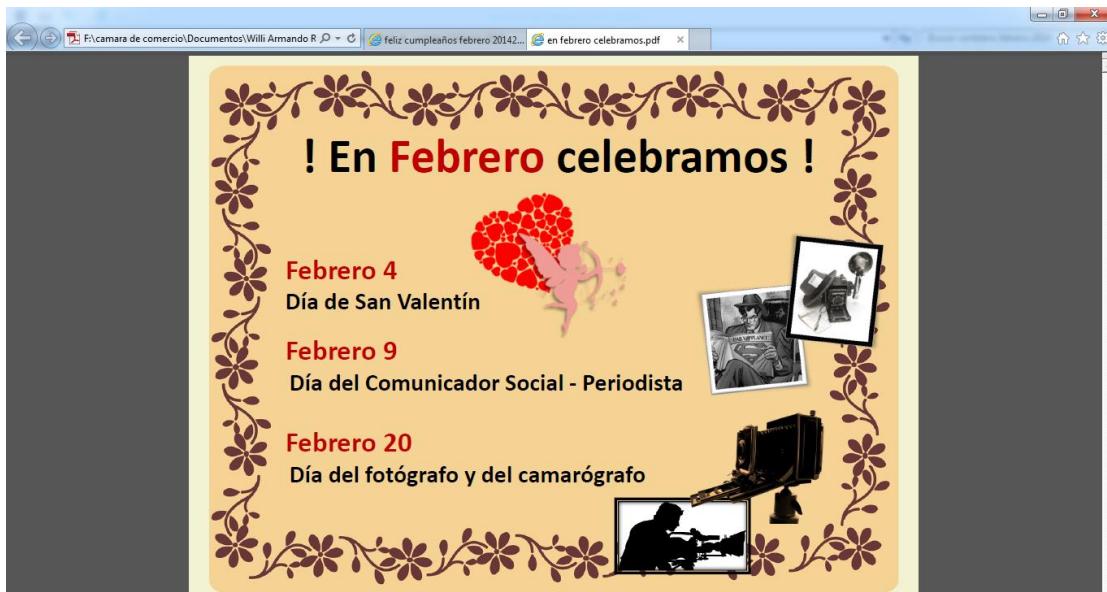 F:\camara de comercio\Documentos\Willi Armando R
feliz cumpleaños febrero 20142...
en febrero celebramos.pdf
! En Febrero celebramos !
Febrero 4
Día de San Valentín
Febrero 9
Día del Comunicador Social - Periodista
Febrero 20
Día del fotógrafo y del camarógrafo